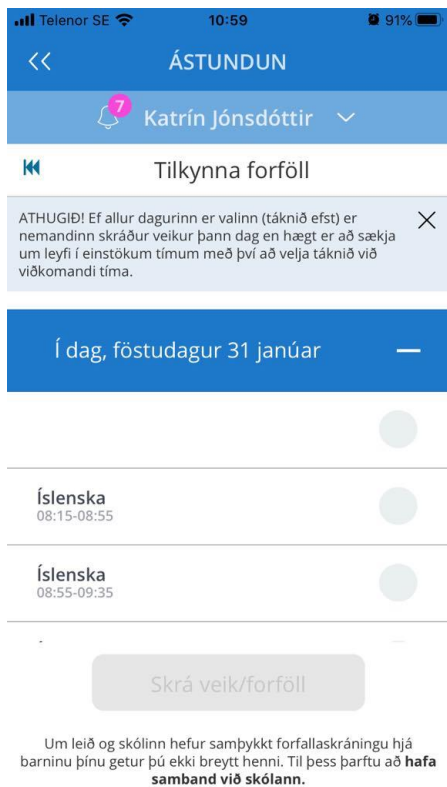 Telenor SE 10:59 91%
ÁSTUNDUN
7 Katrín Jónsdóttir
Tilkynna forföll
ATHUGIÐ! Ef allur dagurinn er valinn (táknið efst) er
nemandinn skráður veikur þann dag en hægt er að sækja
um leyfi í einstökum tímum með því að velja táknið við
viðkomandi tíma.
Í dag, föstudagur 31 janúar
Íslenska
08:15-08:55
Íslenska
08:55-09:35
Skrá veik/forföll
Um leið og skólinn hefur samþykkt forfallaskráningu hjá
barninu þínu getur þú ekki breytt henni. Til þess þarftu að hafa
samband við skólann.